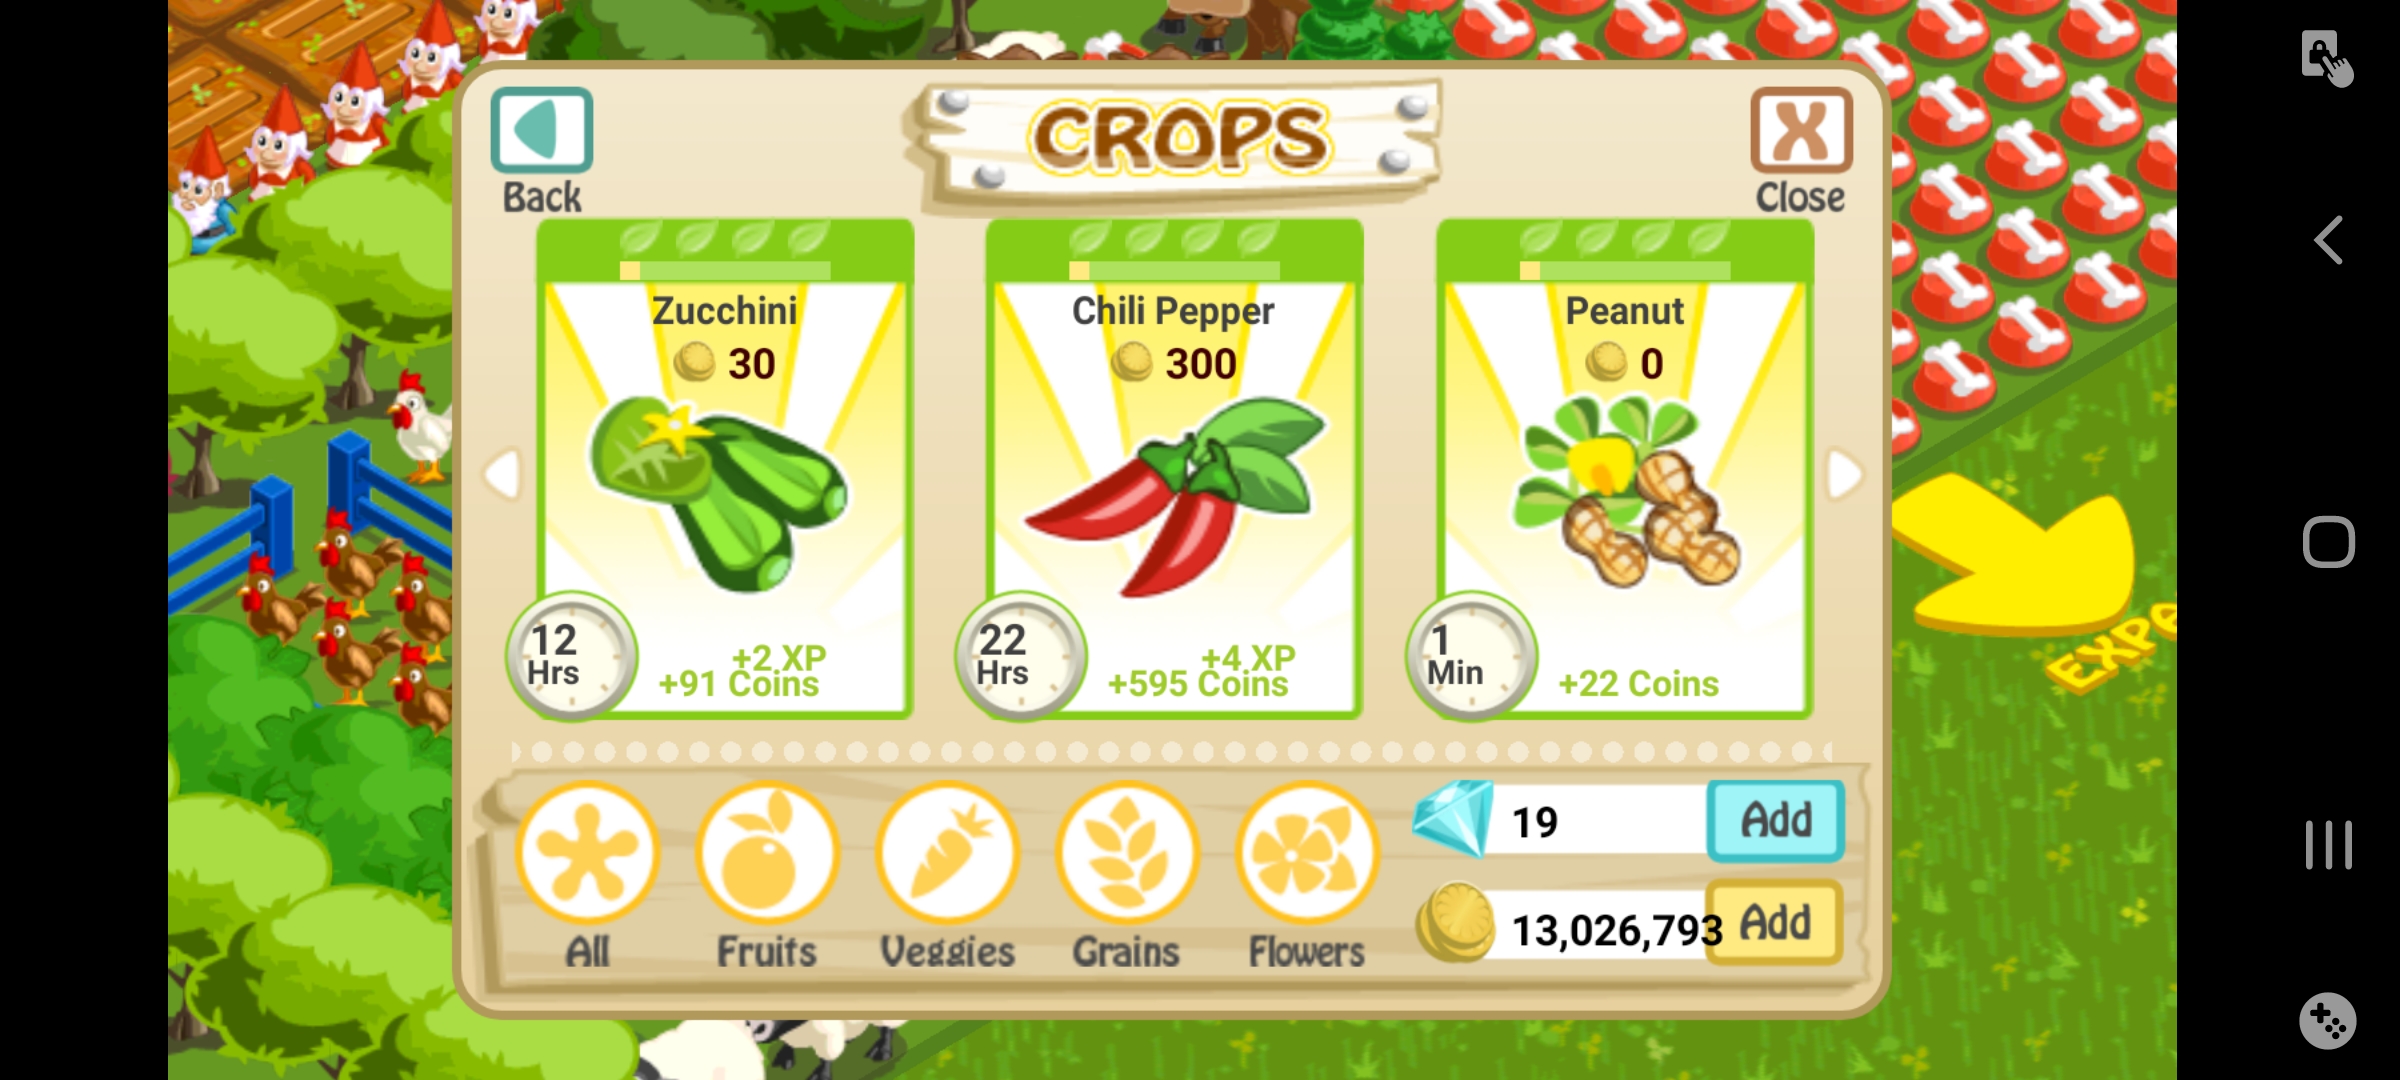 CROPS
Back
Close
Zucchini
30
12
Hrs
+2 XP
+91 Coins
Chili Pepper
300
22
Hrs
+4 XP
+595 Coins
Peanut
0
1
Min
+22 Coins
All
Fruits
Veggies
Grains
Flowers
19
Add
13,026,793
Add